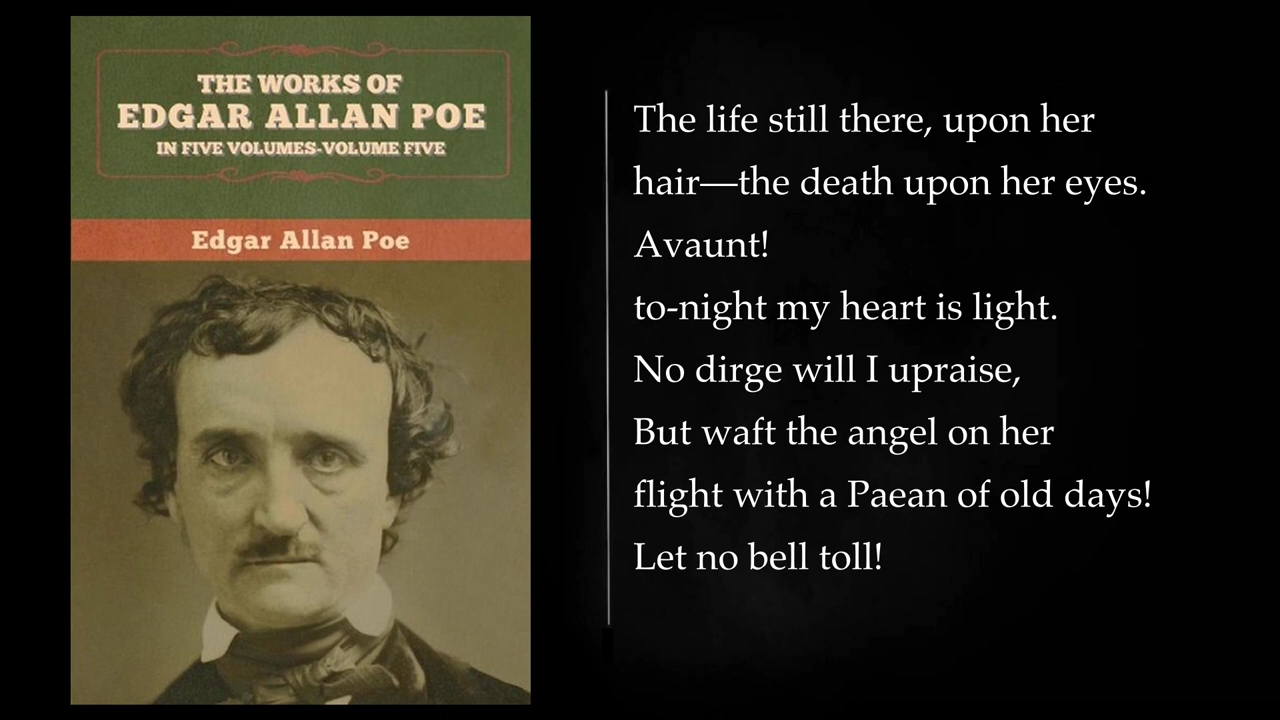 THE WORKS OF
EDGAR ALLAN POE
IN FIVE VOLUMES-VOLUME FIVE
Edgar Allan Poe
The life still there, upon her
hair—the death upon her eyes.
Avaunt!
to-night my heart is light.
No dirge will I upraise,
But waft the angel on her
flight with a Paean of old days!
Let no bell toll!